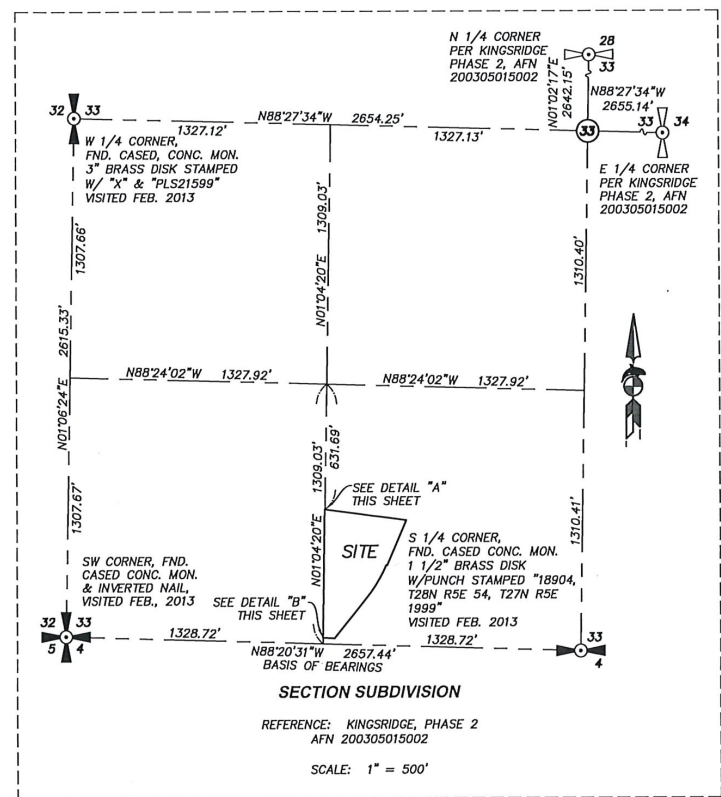 N 1/4 CORNER
PER KINGSRIDGE
PHASE 2, AFN
200305015002
28
33
N01°02'17"E
2642.15'
N88°27'34"W
2655.14'
33
33
34
E 1/4 CORNER
PER KINGSRIDGE
PHASE 2, AFN
200305015002
32 33
N88°27'34"W 2654.25'
1327.12'
1327.13'
W 1/4 CORNER,
FND. CASED, CONC. MON.
3" BRASS DISK STAMPED
W/ "X" & "PLS21599"
VISITED FEB. 2013
1307.66'
N01°04'20"E 1309.03'
1310.40'
N01°06'24"E 2615.33'
N88°24'02"W 1327.92'
N88°24'02"W 1327.92'
1309.03'
631.69'
N01°04'20"E
SEE DETAIL "A"
THIS SHEET
SITE
1307.67'
1310.41'
S 1/4 CORNER,
FND. CASED CONC. MON.
1 1/2" BRASS DISK
W/PUNCH STAMPED "18904,
T28N R5E 54, T27N R5E
1999"
VISITED FEB. 2013
SW CORNER, FND.
CASED CONC. MON.
& INVERTED NAIL,
VISITED FEB., 2013
SEE DETAIL "B"
THIS SHEET
32 33
5 4
1328.72'
1328.72'
N88°20'31"W 2657.44'
BASIS OF BEARINGS
33
4
SECTION SUBDIVISION
REFERENCE: KINGSRIDGE, PHASE 2
AFN 200305015002
SCALE: 1" = 500'